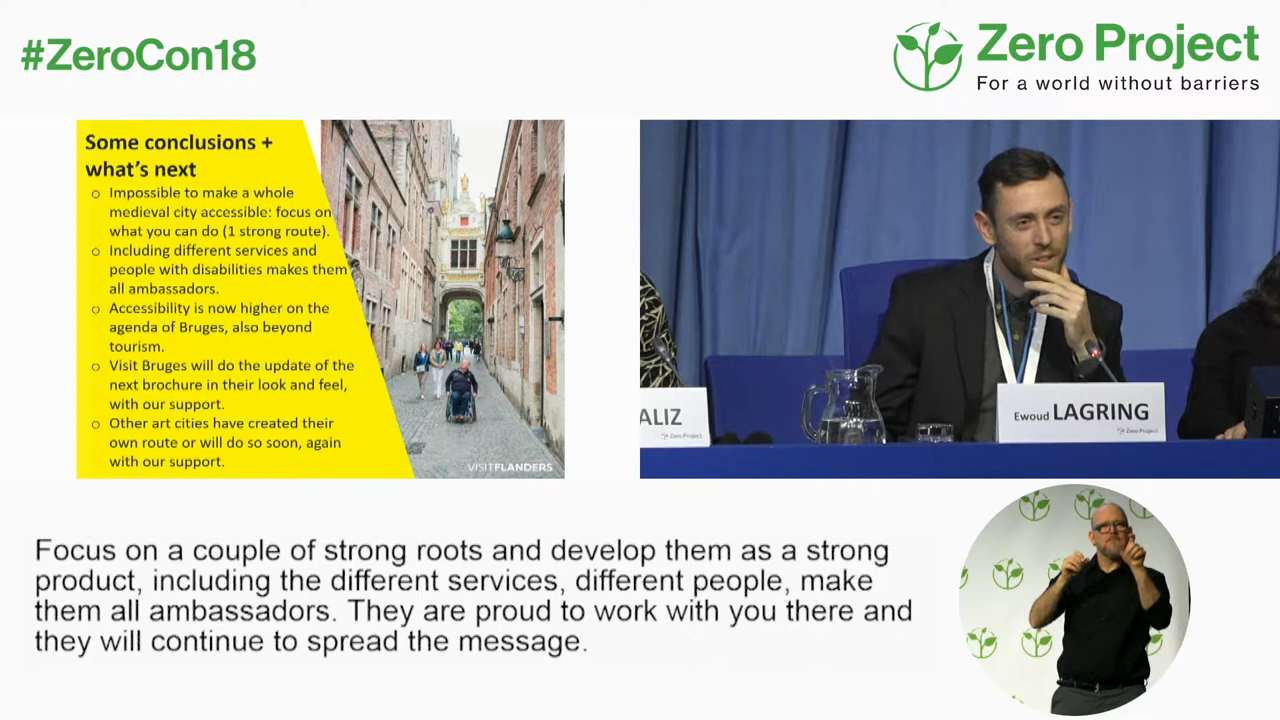 #ZeroCon18
Zero Project
For a world without barriers
Some conclusions +
what's next
o Impossible to make a whole
medieval city accessible: focus on
what you can do (1 strong route).
o Including different services and
people with disabilities makes them
all ambassadors.
o Accessibility is now higher on the
agenda of Bruges, also beyond
tourism.
o Visit Bruges will do the update of the
next brochure in their look and feel,
with our support.
o Other art cities have created their
own route or will do so soon, again
with our support.
VISITFLANDERS
ALIZ
Zero Project
Ewoud LAGRING
Zero Project
Focus on a couple of strong roots and develop them as a strong
product, including the different services, different people, make
them all ambassadors. They are proud to work with you there and
they will continue to spread the message.